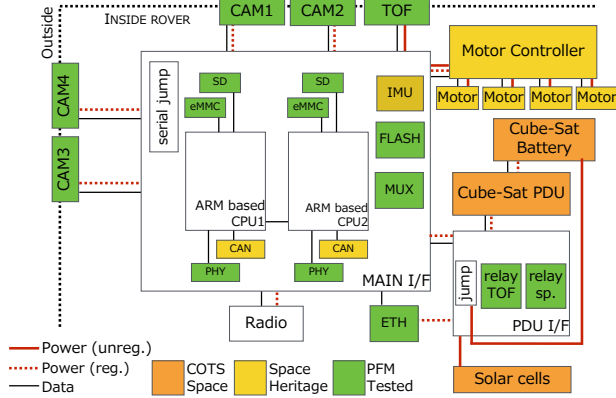 Outside
INSIDE ROVER
CAM1
CAM2
TOF
Motor Controller
Motor
Motor
Motor
Motor
CAM4
CAM3
serial jump
SD
eMMC
SD
eMMC
IMU
FLASH
MUX
ARM based
CPU1
ARM based
CPU2
CAN
CAN
PHY
PHY
MAIN I/F
Cube-Sat
Battery
Cube-Sat PDU
jump
relay
TOF
relay
sp.
PDU I/F
Radio
ETH
Solar cells
Power (unreg.)
Power (reg.)
Data
COTS
Space
Space
Heritage
PFM
Tested